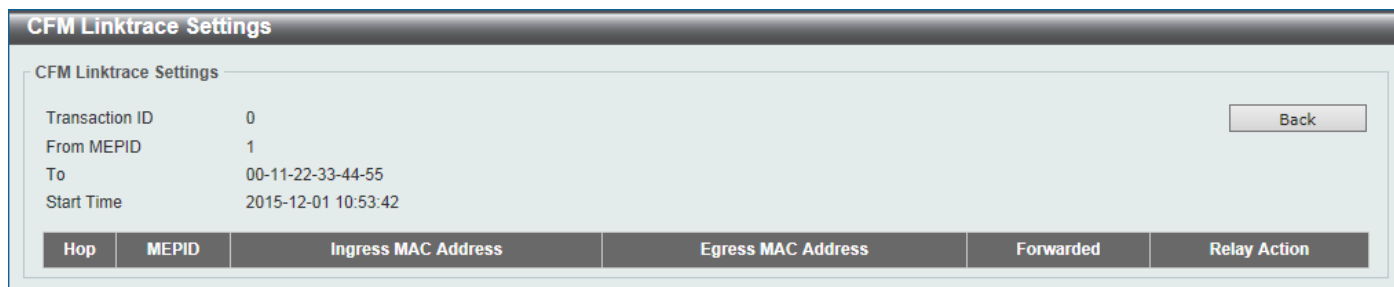 CFM Linktrace Settings
CFM Linktrace Settings
Transaction ID 0 Back
From MEPID 1
To 00-11-22-33-44-55
Start Time 2015-12-01 10:53:42
Hop MEPID Ingress MAC Address Egress MAC Address Forwarded Relay Action